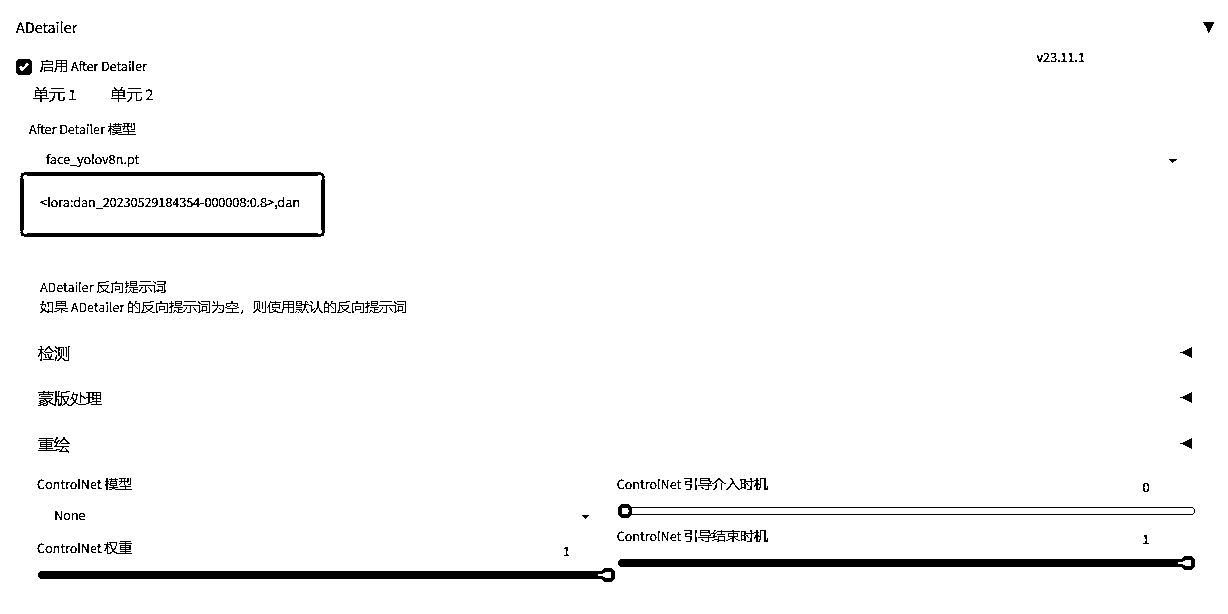 ADetailer
启用 After Detailer
v23.11.1
单元 1 单元 2
After Detailer 模型
face_yolov8n.pt
<lora:dan_20230529184354-000008:0.8>,dan
ADetailer 反向提示词
如果 ADetailer 的反向提示词为空，则使用默认的反向提示词
检测
蒙版处理
重绘
ControlNet 模型
None
ControlNet 权重 1
ControlNet 引导介入时机 0
ControlNet 引导结束时机 1